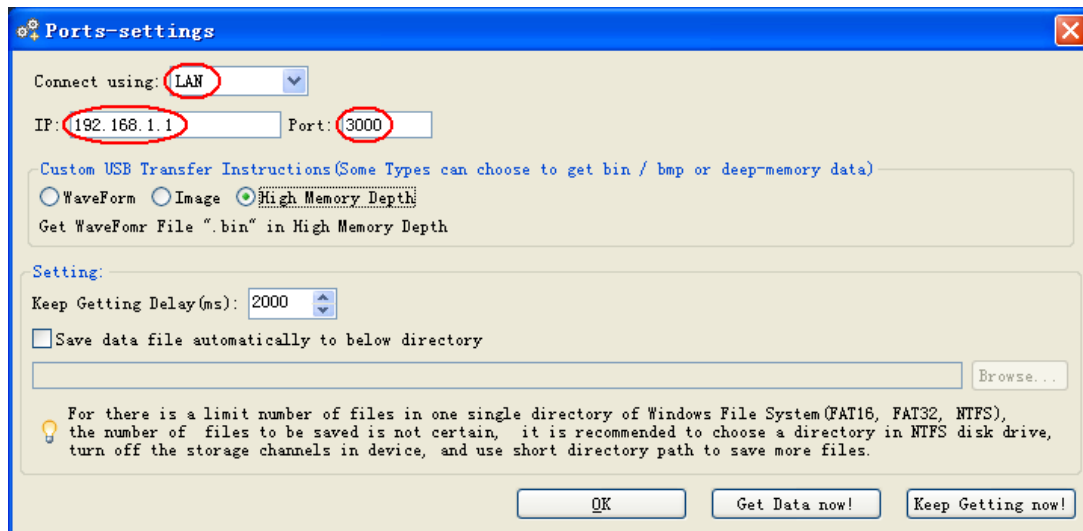 Ports-settings
Connect using: LAN
IP: 192.168.1.1 Port: 3000
Custom USB Transfer Instructions(Some Types can choose to get bin / bmp or deep-memory data)
WaveForm Image High Memory Depth
Get WaveFomr File ".bin" in High Memory Depth
Setting:
Keep Getting Delay(ms): 2000
Save data file automatically to below directory
Browse...
For there is a limit number of files in one single directory of Windows File System(FAT16, FAT32, NTFS),
the number of files to be saved is not certain, it is recommended to choose a directory in NTFS disk drive,
turn off the storage channels in device, and use short directory path to save more files.
OK Get Data now! Keep Getting now!